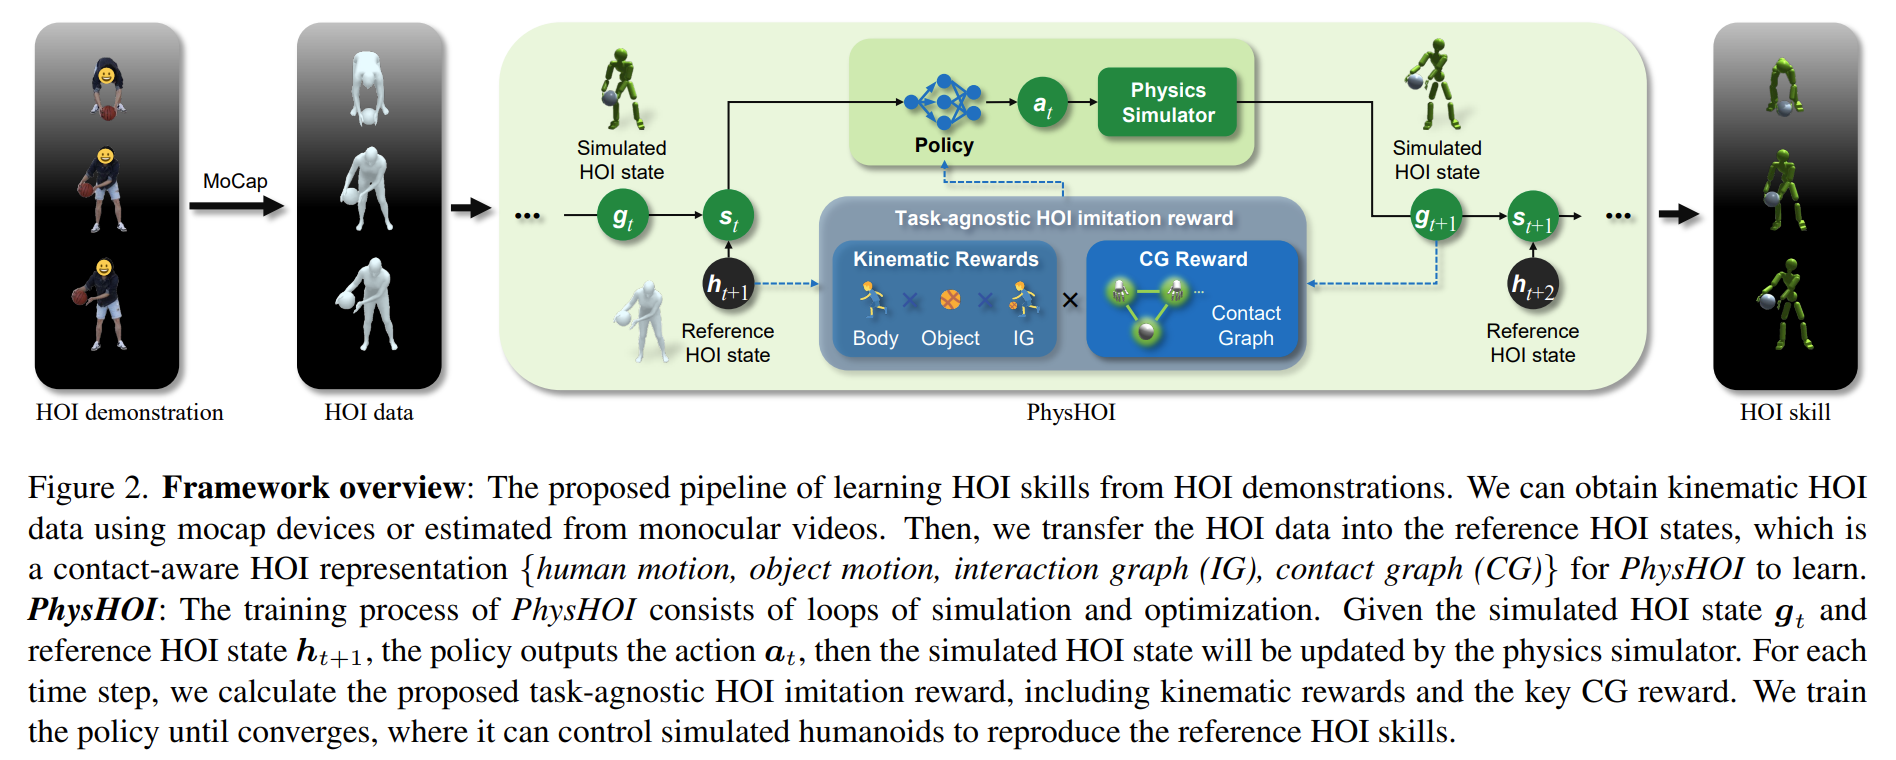 MoCap
Simulated
HOI state
g_t
s_t
h_{t+1}
Reference
HOI state
Policy
a_t
Physics
Simulator
Task-agnostic HOI imitation reward
Kinematic Rewards
× ×
Body Object IG
×
CG Reward
...
Contact
Graph
Simulated
HOI state
g_{t+1}
s_{t+1}
h_{t+2}
Reference
HOI state
HOI demonstration
HOI data
PhysHOI
HOI skill
Figure 2. Framework overview: The proposed pipeline of learning HOI skills from HOI demonstrations. We can obtain kinematic HOI
data using mocap devices or estimated from monocular videos. Then, we transfer the HOI data into the reference HOI states, which is
a contact-aware HOI representation {human motion, object motion, interaction graph (IG), contact graph (CG)} for PhysHOI to learn.
PhysHOI: The training process of PhysHOI consists of loops of simulation and optimization. Given the simulated HOI state g_t and
reference HOI state h_{t+1}, the policy outputs the action a_t, then the simulated HOI state will be updated by the physics simulator. For each
time step, we calculate the proposed task-agnostic HOI imitation reward, including kinematic rewards and the key CG reward. We train
the policy until converges, where it can control simulated humanoids to reproduce the reference HOI skills.